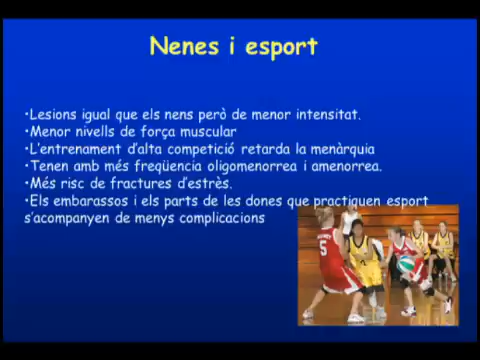 Nenes i esport
•Lesions igual que els nens però de menor intensitat.
•Menor nivells de força muscular
•L'entrenament d'alta competició retarda la menàrquia
•Tenen amb més freqüencia oligomenorrea i amenorrea.
•Més risc de fractures d'estrès.
•Els embarassos i els parts de les dones que practiquen esport
s'acompanyen de menys complicacions
5